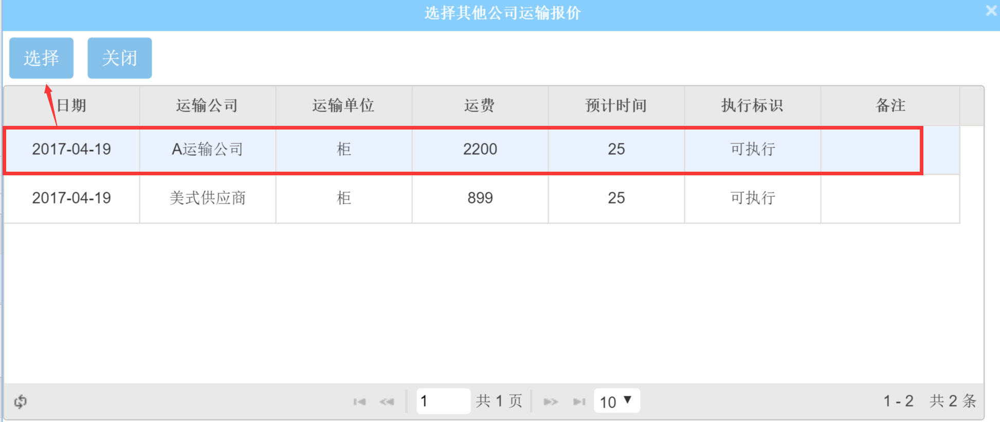 选择其他公司运输报价
选择 关闭
日期 运输公司 运输单位 运费 预计时间 执行标识 备注
2017-04-19 A运输公司 柜 2200 25 可执行
2017-04-19 美式供应商 柜 899 25 可执行
1 共 1 页 10 1 - 2 共 2 条